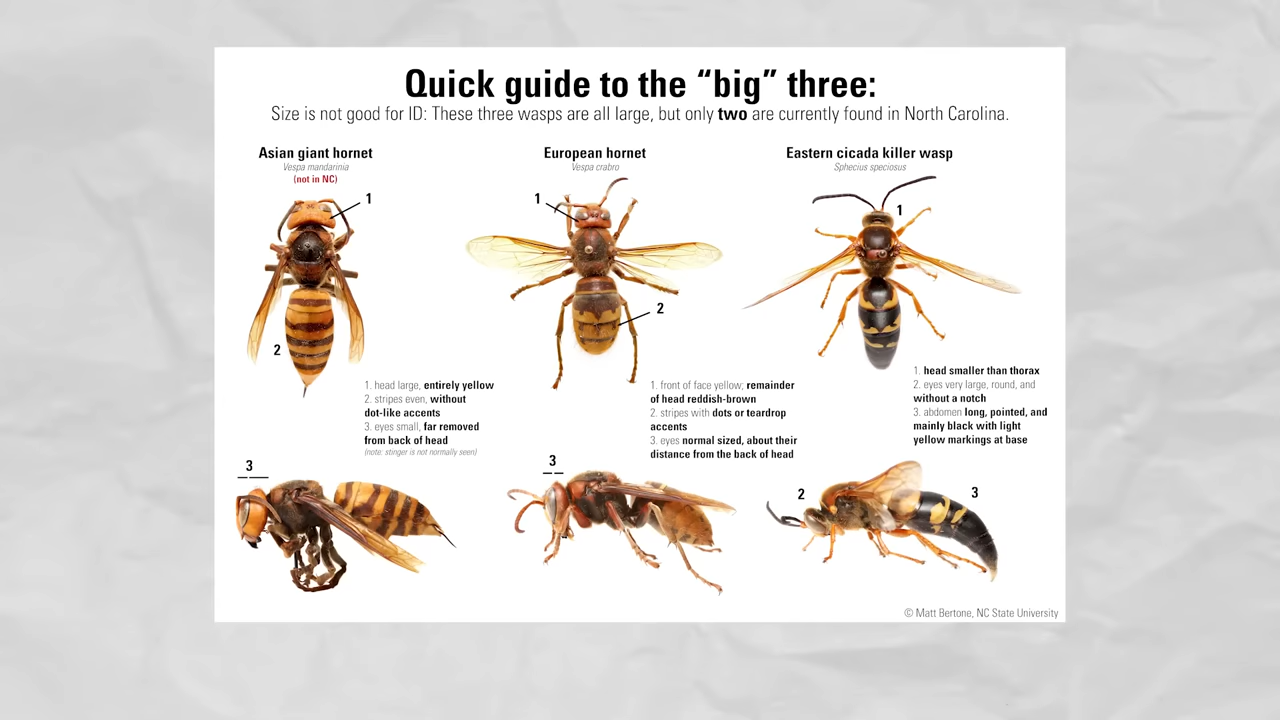 Quick guide to the “big” three:
Size is not good for ID: These three wasps are all large, but only two are currently found in North Carolina.
Asian giant hornet
Vespa mandarinia
(not in NC)
1
2
1. head large, entirely yellow
2. stripes even, without
dot-like accents
3. eyes small, far removed
from back of head
(note: stinger is not normally seen)
3
European hornet
Vespa crabro
1
2
1. front of face yellow; remainder
of head reddish-brown
2. stripes with dots or teardrop
accents
3. eyes normal sized, about their
distance from the back of head
3
Eastern cicada killer wasp
Sphecius speciosus
1
1. head smaller than thorax
2. eyes very large, round, and
without a notch
3. abdomen long, pointed, and
mainly black with light
yellow markings at base
2
3
© Matt Bertone, NC State University